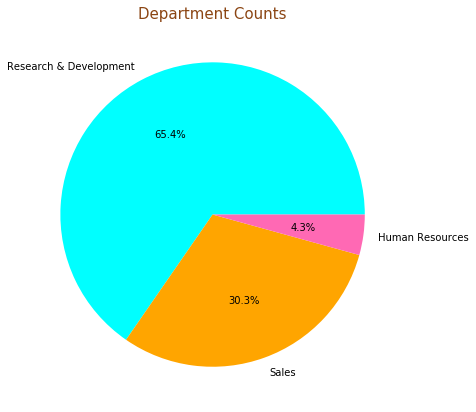 Department Counts
Research & Development
65.4%
4.3%
Human Resources
30.3%
Sales